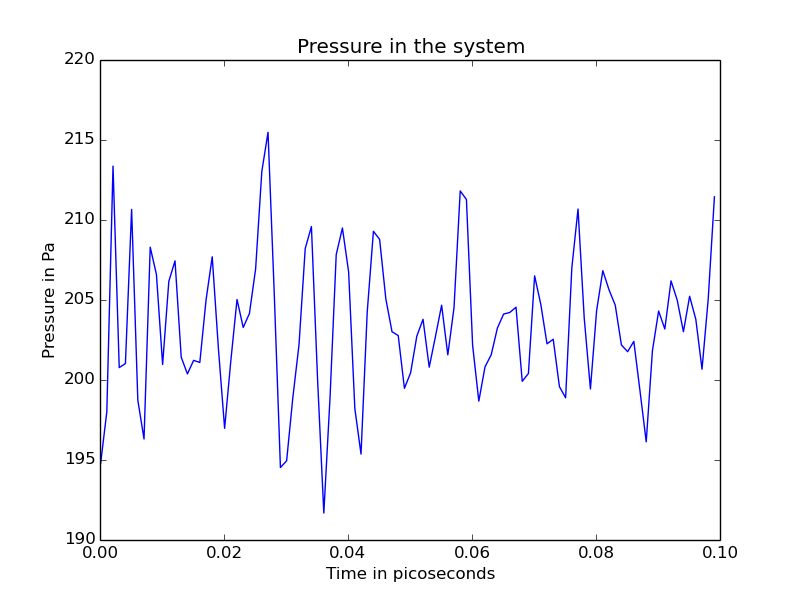 Pressure in the system
220
215
210
205
200
195
190
Pressure in Pa
0.00 0.02 0.04 0.06 0.08 0.10
Time in picoseconds